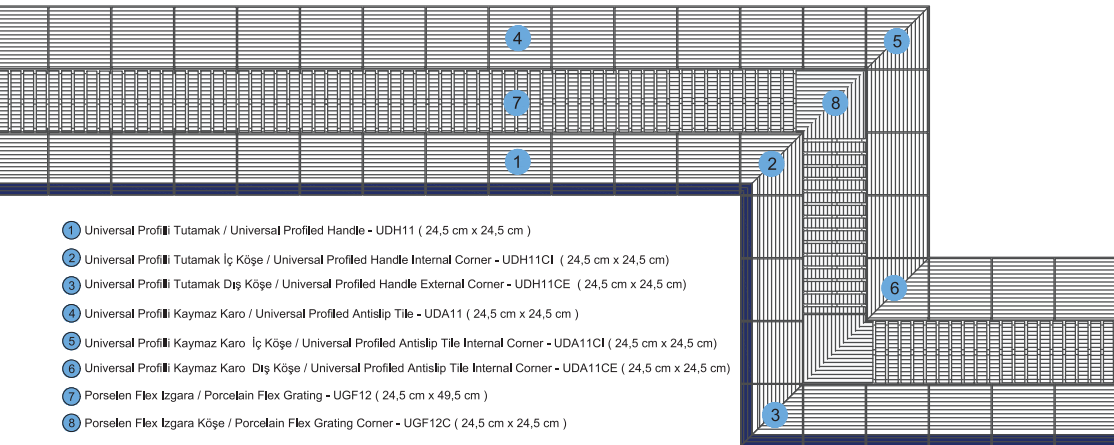 4
5
7
8
1
2
1 Universal Profilli Tutamak / Universal Profiled Handle - UDH11 ( 24,5 cm x 24,5 cm )
2 Universal Profilli Tutamak İç Köşe / Universal Profiled Handle Internal Corner - UDH11CI ( 24,5 cm x 24,5 cm)
3 Universal Profilli Tutamak Dış Köşe / Universal Profiled Handle External Corner - UDH11CE ( 24,5 cm x 24,5 cm)
4 Universal Profilli Kaymaz Karo / Universal Profiled Antislip Tile - UDA11 ( 24,5 cm x 24,5 cm )
5 Universal Profilli Kaymaz Karo İç Köşe / Universal Profiled Antislip Tile Internal Corner - UDA11CI ( 24,5 cm x 24,5 cm)
6 Universal Profilli Kaymaz Karo Dış Köşe / Universal Profiled Antislip Tile Internal Corner - UDA11CE ( 24,5 cm x 24,5 cm)
7 Porselen Flex Izgara / Porcelain Flex Grating - UGF12 ( 24,5 cm x 49,5 cm )
8 Porselen Flex Izgara Köşe / Porcelain Flex Grating Corner - UGF12C ( 24,5 cm x 24,5 cm )
6
3